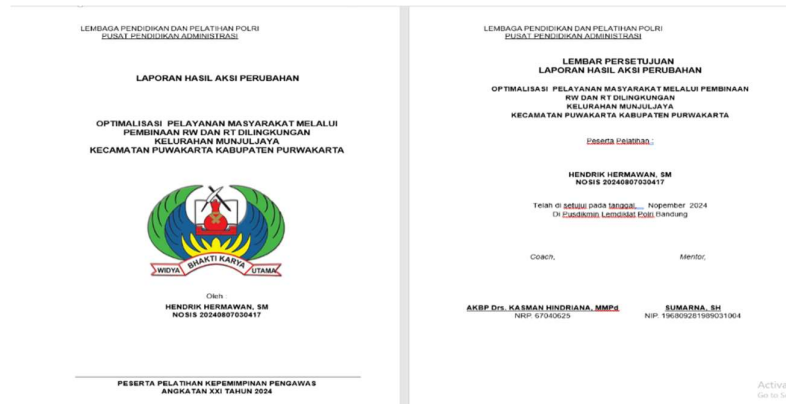 LEMBAGA PENDIDIKAN DAN PELATIHAN POLRI
PUSAT PENDIDIKAN ADMINISTRASI
LAPORAN HASIL AKSI PERUBAHAN
OPTIMALISASI PELAYANAN MASYARAKAT MELALUI
PEMBINAAN RW DAN RT DILINGKUNGAN
KELURAHAN MUNJULJAYA
KECAMATAN PUWAKARTA KABUPATEN PURWAKARTA
WIDYA BHAKTI KARYA UTAMA
Oleh :
HENDRIK HERMAWAN, SM
NOSIS 20240807030417
PESERTA PELATIHAN KEPEMIMPINAN PENGAWAS
ANGKATAN XXI TAHUN 2024
LEMBAGA PENDIDIKAN DAN PELATIHAN POLRI
PUSAT PENDIDIKAN ADMINISTRASI
LEMBAR PERSETUJUAN
LAPORAN HASIL AKSI PERUBAHAN
OPTIMALISASI PELAYANAN MASYARAKAT MELALUI PEMBINAAN
RW DAN RT DILINGKUNGAN
KELURAHAN MUNJULJAYA
KECAMATAN PUWAKARTA KABUPATEN PURWAKARTA
Peserta Pelatihan :
HENDRIK HERMAWAN, SM
NOSIS 20240807030417
Telah di setujui pada tanggal.... Nopember 2024
Di Pusdikmin Lemdiklat Polri Bandung
Coach, Mentor,
AKBP Drs. KASMAN HINDRIANA, MMPd SUMARNA, SH
NRP. 67040625 NIP. 196809281989031004
Activa
Go to S